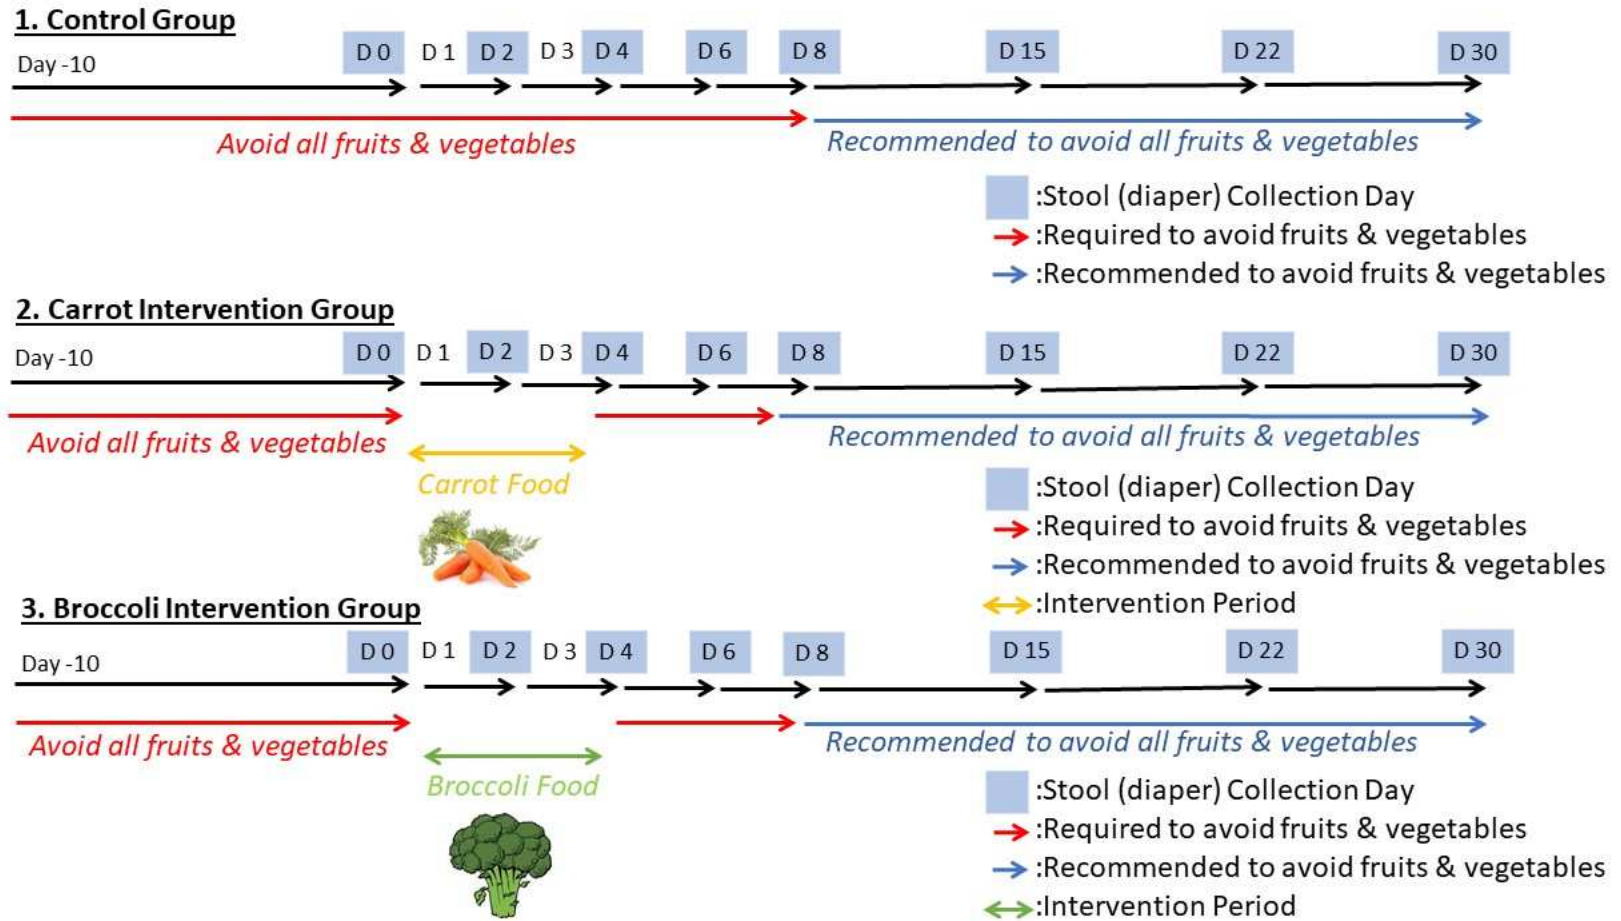 1. Control Group
Day -10
D 0 D 1 D 2 D 3 D 4 D 6 D 8 D 15 D 22 D 30
Avoid all fruits & vegetables
Recommended to avoid all fruits & vegetables
:Stool (diaper) Collection Day
:Required to avoid fruits & vegetables
:Recommended to avoid fruits & vegetables
2. Carrot Intervention Group
Day -10
D 0 D 1 D 2 D 3 D 4 D 6 D 8 D 15 D 22 D 30
Avoid all fruits & vegetables
Recommended to avoid all fruits & vegetables
Carrot Food
:Stool (diaper) Collection Day
:Required to avoid fruits & vegetables
:Recommended to avoid fruits & vegetables
:Intervention Period
3. Broccoli Intervention Group
Day -10
D 0 D 1 D 2 D 3 D 4 D 6 D 8 D 15 D 22 D 30
Avoid all fruits & vegetables
Recommended to avoid all fruits & vegetables
Broccoli Food
:Stool (diaper) Collection Day
:Required to avoid fruits & vegetables
:Recommended to avoid fruits & vegetables
:Intervention Period